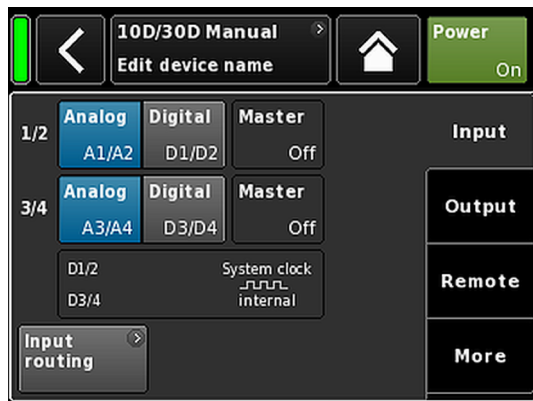 10D/30D Manual
Edit device name
Power
On
1/2
Analog
A1/A2
Digital
D1/D2
Master
Off
3/4
Analog
A3/A4
Digital
D3/D4
Master
Off
D1/2
System clock
D3/4
internal
Input
routing
Input
Output
Remote
More